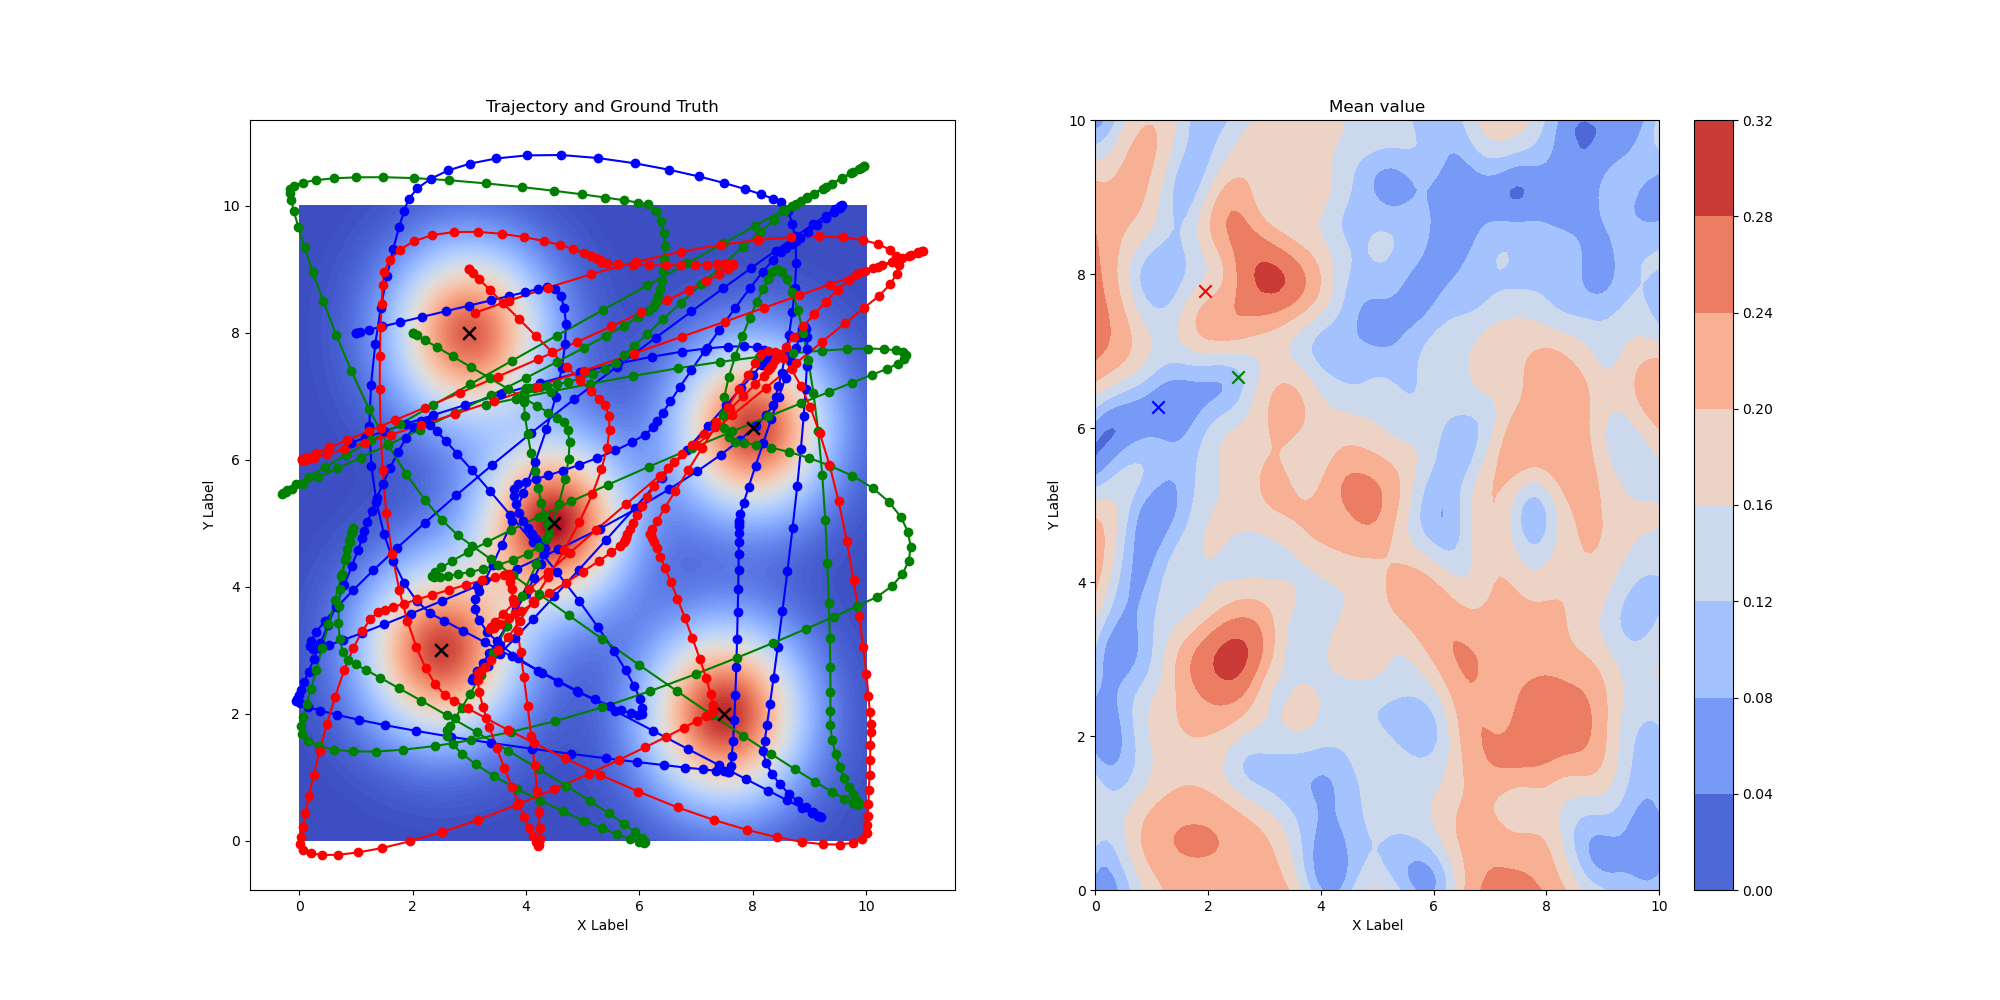 Trajectory and Ground Truth
10
8
6
4
2
0
Y Label
0 2 4 6 8 10
X Label
Mean value
10
8
6
4
2
0
Y Label
0 2 4 6 8 10
X Label
0.32
0.28
0.24
0.20
0.16
0.12
0.08
0.04
0.00